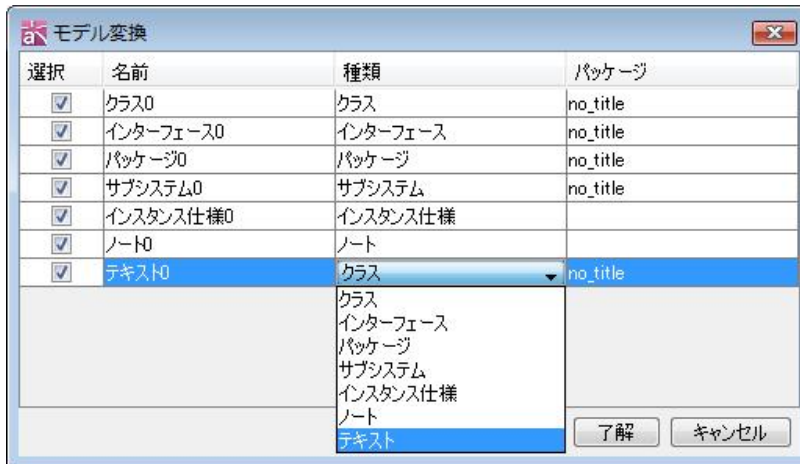 モデル変換
選択 名前 種類 パッケージ
クラス0 クラス no_title
インターフェース0 インターフェース no_title
パッケージ0 パッケージ no_title
サブシステム0 サブシステム no_title
インスタンス仕様0 インスタンス仕様
ノート0 ノート
テキスト0 クラス no_title
クラス
インターフェース
パッケージ
サブシステム
インスタンス仕様
ノート
テキスト
了解 キャンセル